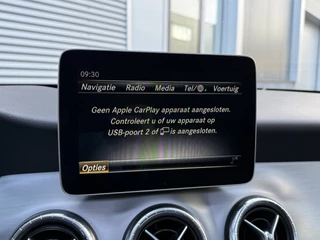 09:30
Navigatie Radio Media Tel/. Voertuig
Geen Apple CarPlay apparaat aangesloten.
Controleert u of uw apparaat op
USB-poort 2 of is aangesloten.
Opties